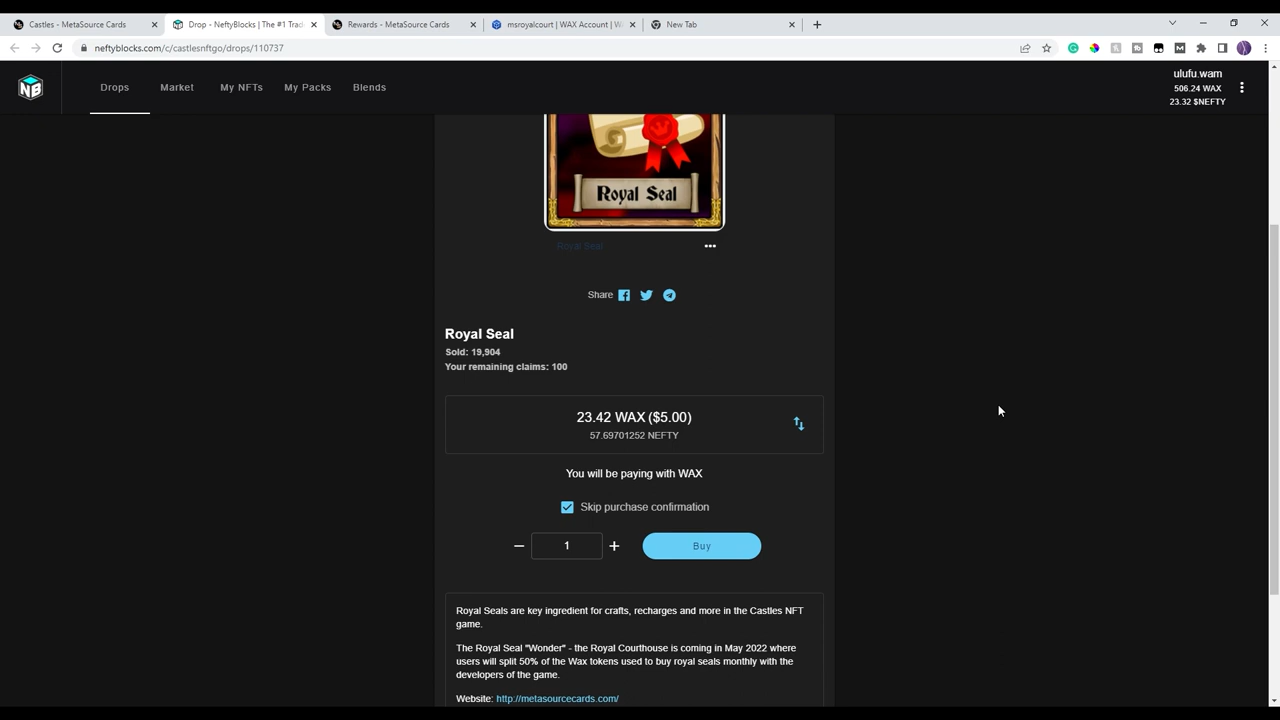 Castles - MetaSource Cards
Drop - NeftyBlocks | The #1 Trad
Rewards - MetaSource Cards
msroyalcourt | WAX Account | W
New Tab
neftyblocks.com/c/castlesnftgo/drops/110737
NB
Drops
Market
My NFTs
My Packs
Blends
ulufu.wam
506.24 WAX
23.32 $NEFTY
Royal Seal
Royal Seal
Share
Royal Seal
Sold: 19,904
Your remaining claims: 100
23.42 WAX ($5.00)
57.69701252 NEFTY
You will be paying with WAX
Skip purchase confirmation
1
Buy
Royal Seals are key ingredient for crafts, recharges and more in the Castles NFT
game.
The Royal Seal "Wonder" - the Royal Courthouse is coming in May 2022 where
users will split 50% of the Wax tokens used to buy royal seals monthly with the
developers of the game.
Website: http://metasourcecards.com/